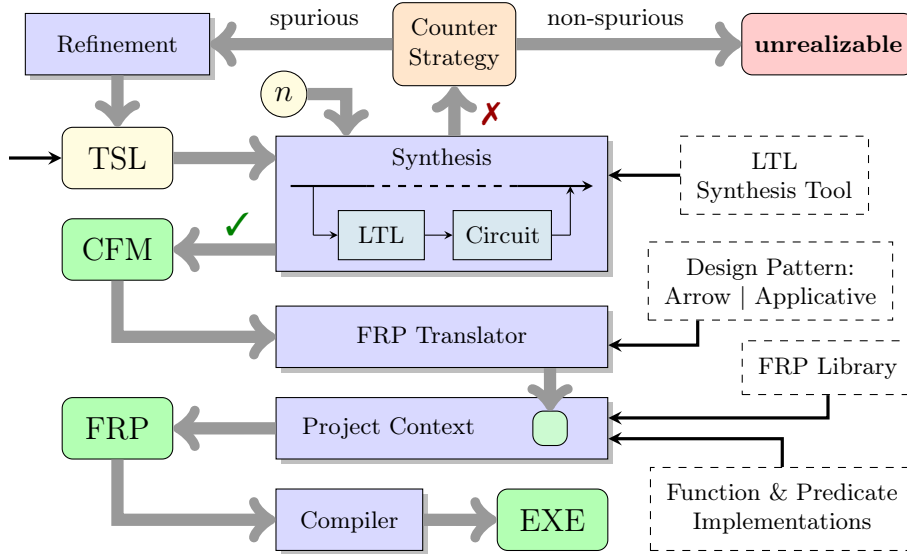 spurious
non-spurious
Refinement
Counter
Strategy
unrealizable
n
✗
TSL
Synthesis
LTL
Synthesis Tool
✓
CFM
LTL
Circuit
Design Pattern:
Arrow | Applicative
FRP Translator
FRP Library
FRP
Project Context
Function & Predicate
Implementations
Compiler
EXE